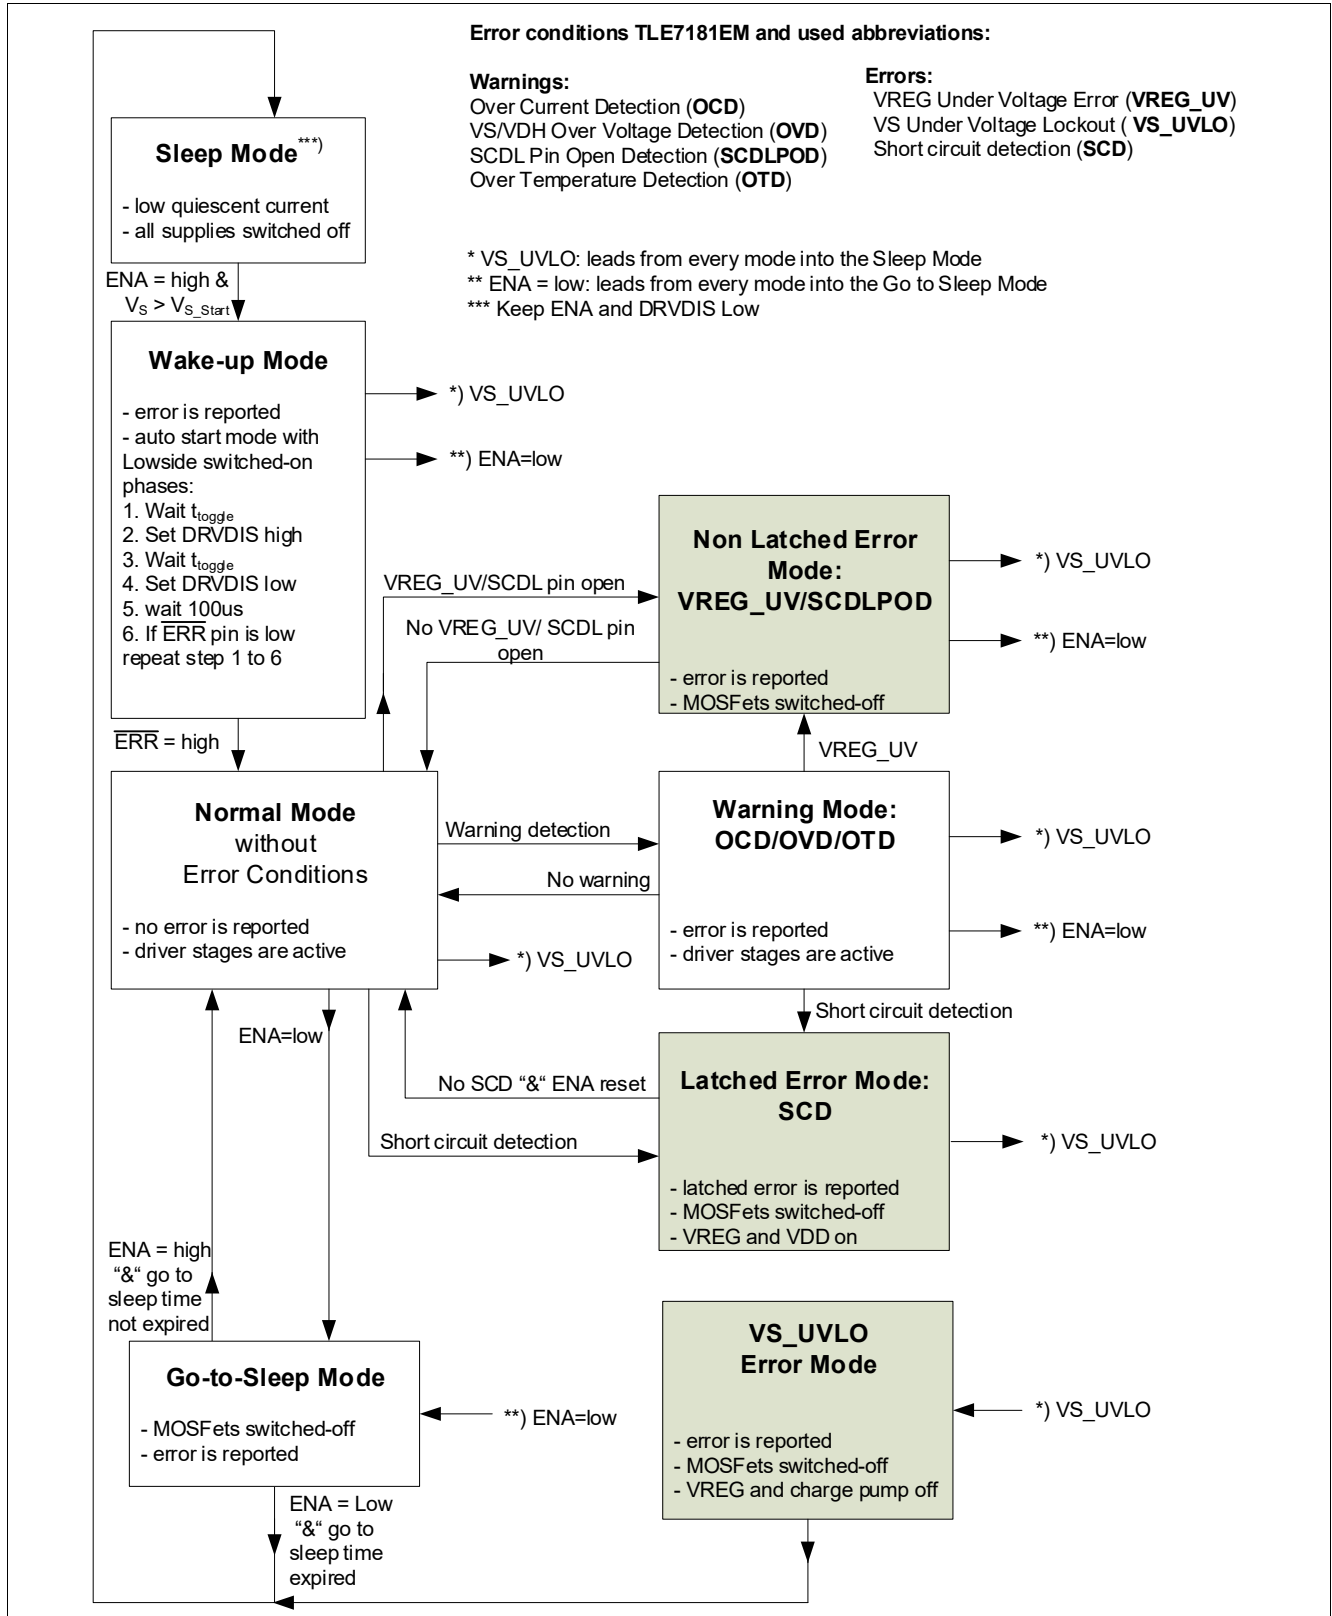 Error conditions TLE7181EM and used abbreviations:
Warnings:
Over Current Detection (OCD)
VS/VDH Over Voltage Detection (OVD)
SCDL Pin Open Detection (SCDLPOD)
Over Temperature Detection (OTD)
Errors:
VREG Under Voltage Error (VREG_UV)
VS Under Voltage Lockout ( VS_UVLO)
Short circuit detection (SCD)
* VS_UVLO: leads from every mode into the Sleep Mode
** ENA = low: leads from every mode into the Go to Sleep Mode
*** Keep ENA and DRVDIS Low
Sleep Mode***)
- low quiescent current
- all supplies switched off
ENA = high &
VS > VS_Start
Wake-up Mode
- error is reported
- auto start mode with
Lowside switched-on
phases:
1. Wait ttoggle
2. Set DRVDIS high
3. Wait ttoggle
4. Set DRVDIS low
5. wait 100us
6. If ERR pin is low
repeat step 1 to 6
*) VS_UVLO
**) ENA=low
ERR = high
VREG_UV/SCDL pin open
No VREG_UV/ SCDL pin
open
Non Latched Error
Mode:
VREG_UV/SCDLPOD
- error is reported
- MOSFets switched-off
*) VS_UVLO
**) ENA=low
VREG_UV
Normal Mode
without
Error Conditions
- no error is reported
- driver stages are active
Warning detection
No warning
*) VS_UVLO
Warning Mode:
OCD/OVD/OTD
- error is reported
- driver stages are active
*) VS_UVLO
**) ENA=low
Short circuit detection
ENA=low
No SCD “&“ ENA reset
Short circuit detection
Latched Error Mode:
SCD
- latched error is reported
- MOSFets switched-off
- VREG and VDD on
*) VS_UVLO
ENA = high
“&“ go to
sleep time
not expired
Go-to-Sleep Mode
- MOSFets switched-off
- error is reported
**) ENA=low
VS_UVLO
Error Mode
- error is reported
- MOSFets switched-off
- VREG and charge pump off
*) VS_UVLO
ENA = Low
“&“ go to
sleep time
expired